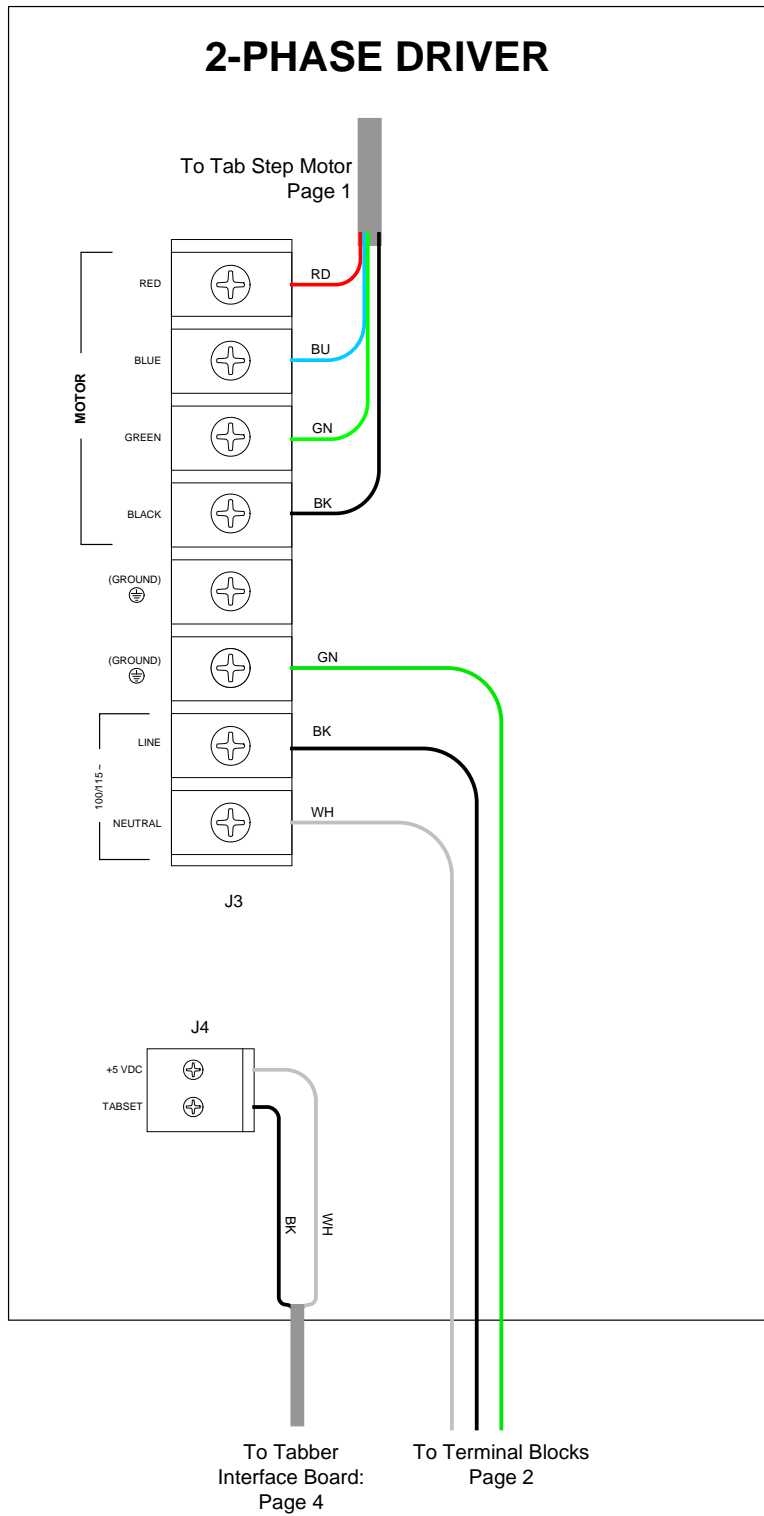 2-PHASE DRIVER
To Tab Step Motor
Page 1
MOTOR
RED
RD
BLUE
BU
GREEN
GN
BLACK
BK
(GROUND)
(GROUND)
GN
100/115 ~
LINE
BK
NEUTRAL
WH
J3
J4
+5 VDC
TABSET
BK
WH
To Tabber
Interface Board:
Page 4
To Terminal Blocks
Page 2